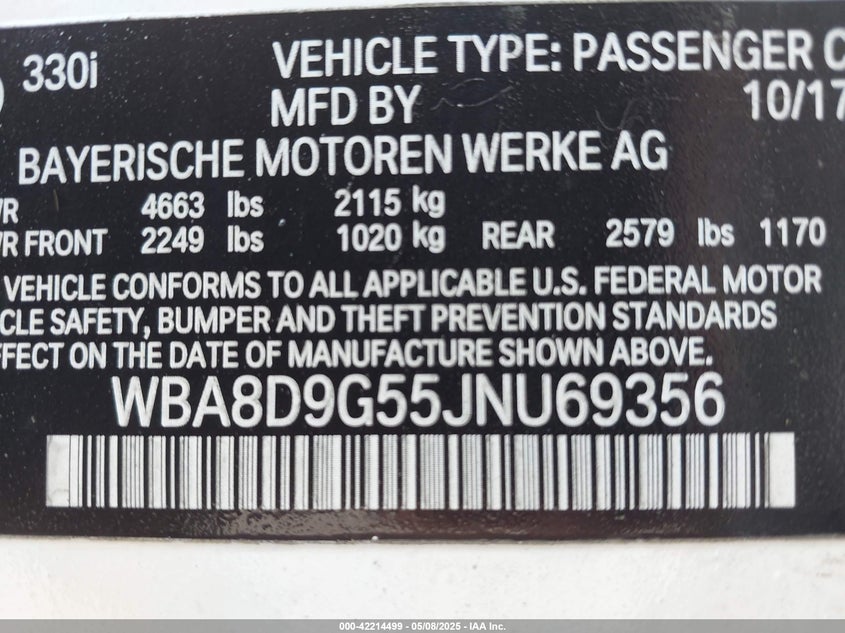 330i VEHICLE TYPE: PASSENGER C
MFD BY 10/17
BAYERISCHE MOTOREN WERKE AG
VR 4663 lbs 2115 kg
VR FRONT 2249 lbs 1020 kg REAR 2579 lbs 1170
VEHICLE CONFORMS TO ALL APPLICABLE U.S. FEDERAL MOTOR
CLE SAFETY, BUMPER AND THEFT PREVENTION STANDARDS
FFECT ON THE DATE OF MANUFACTURE SHOWN ABOVE.
WBA8D9G55JNU69356
000-42214499 - 05/08/2025 - IAA Inc.